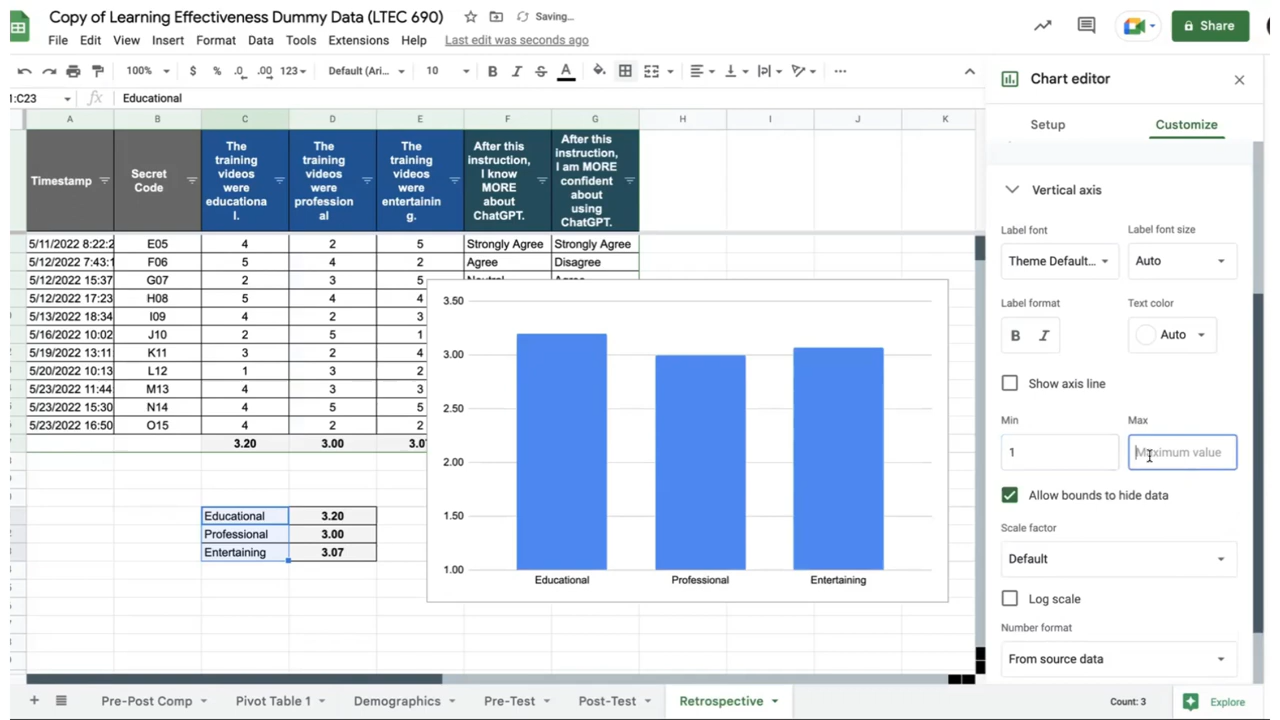 Copy of Learning Effectiveness Dummy Data (LTEC 690) Saving...
File Edit View Insert Format Data Tools Extensions Help Last edit was seconds ago
Share
100% $ % .0 .00 123 Default (Ari... 10 B I S A
:C23 fx Educational
A B C D E F G H I J K
Timestamp
Secret
Code
The
training
videos
were
educationa
l.
The
training
videos
were
profession
al
The
training
videos
were
entertainin
g.
After this
instruction,
I know
MORE
about
ChatGPT.
After this
instruction,
I am MORE
confident
about
using
ChatGPT.
5/11/2022 8:22:2 E05 4 2 5 Strongly Agree Strongly Agree
5/12/2022 7:43:1 F06 5 4 2 Agree Disagree
5/12/2022 15:37 G07 2 3 5
5/12/2022 17:23 H08 5 4 4
5/13/2022 18:34 I09 4 2 3
5/16/2022 10:02 J10 2 5 1
5/19/2022 13:11 K11 3 2 4
5/20/2022 10:13 L12 1 3 2
5/23/2022 11:44 M13 4 3 3
5/23/2022 15:30 N14 4 5 5
5/23/2022 16:50 O15 4 2 2
3.20 3.00 3.0
Educational 3.20
Professional 3.00
Entertaining 3.07
3.50
3.00
2.50
2.00
1.50
1.00
Educational Professional Entertaining
Chart editor
Setup Customize
Vertical axis
Label font Label font size
Theme Default... Auto
Label format Text color
B I Auto
Show axis line
Min Max
1 Maximum value
Allow bounds to hide data
Scale factor
Default
Log scale
Number format
From source data
+ Pre-Post Comp Pivot Table 1 Demographics Pre-Test Post-Test Retrospective Count: 3 Explore